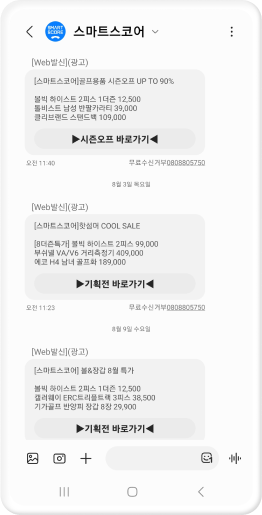 SMART SCORE
스마트스코어
[Web발신](광고)
[스마트스코어]골프용품 시즌오프 UP TO 90%
볼빅 하이스트 2피스 1더즌 12,500
톨비스트 남성 반팔카라티 39,000
클리브랜드 스탠드백 109,000
▶시즌오프 바로가기◀
오전 11:40
무료수신거부0808805750
8월 3일 목요일
[Web발신](광고)
[스마트스코어]핫썸머 COOL SALE
[8더즌특가] 볼빅 하이스트 2피스 99,000
부쉬넬 VA/V6 거리측정기 409,000
에코 H4 남녀 골프화 189,000
▶기획전 바로가기◀
오전 11:23
무료수신거부0808805750
8월 9일 수요일
[Web발신](광고)
[스마트스코어] 볼&장갑 8월 특가
볼빅 하이스트 2피스 1더즌 12,500
캘러웨이 ERC트리플트랙 3피스 38,500
기가골프 반양피 장갑 8장 29,900
▶기획전 바로가기◀